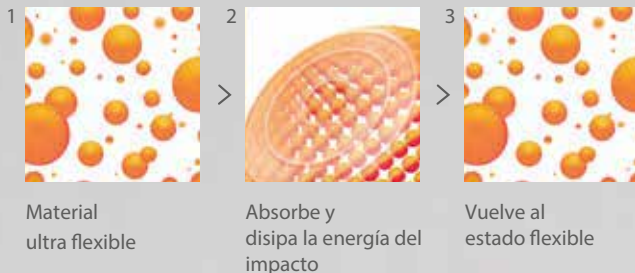 1
2
3
>
>
Material
ultra flexible
Absorbe y
disipa la energía del
impacto
Vuelve al
estado flexible